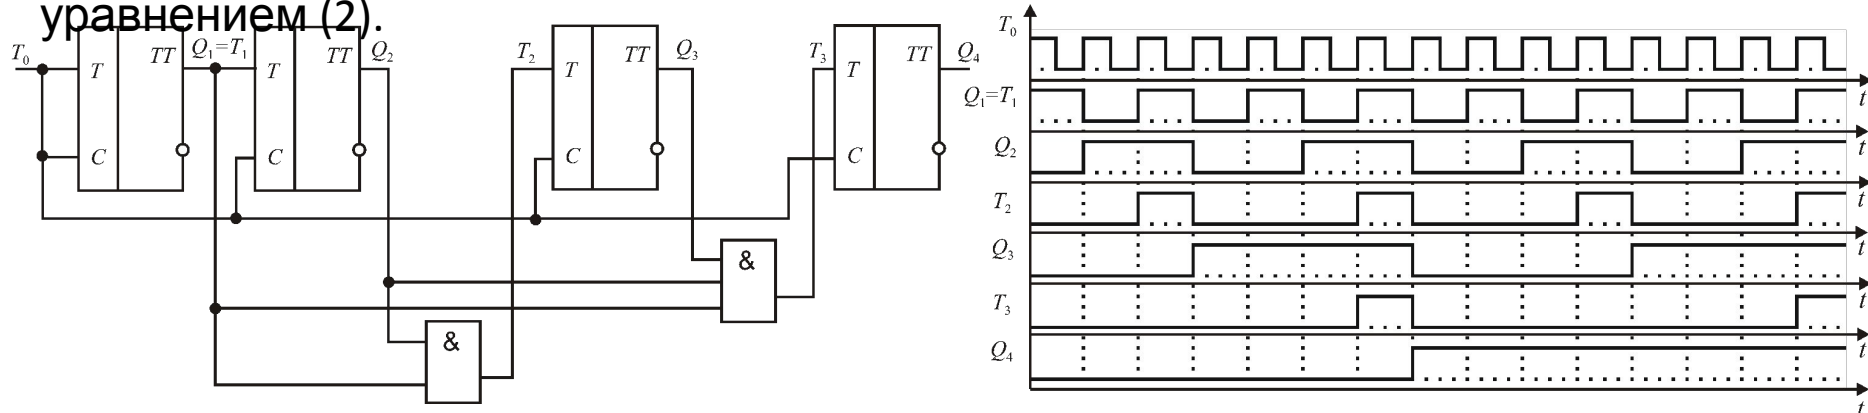 уравнением (2).
T₀ T TT Q₁=T₁ T TT Q₂ T₂ T TT Q₃ T₃ T TT Q₄
C C C C
&
&
T₀
t
Q₁=T₁
t
Q₂
t
T₂
t
Q₃
t
T₃
t
Q₄
t